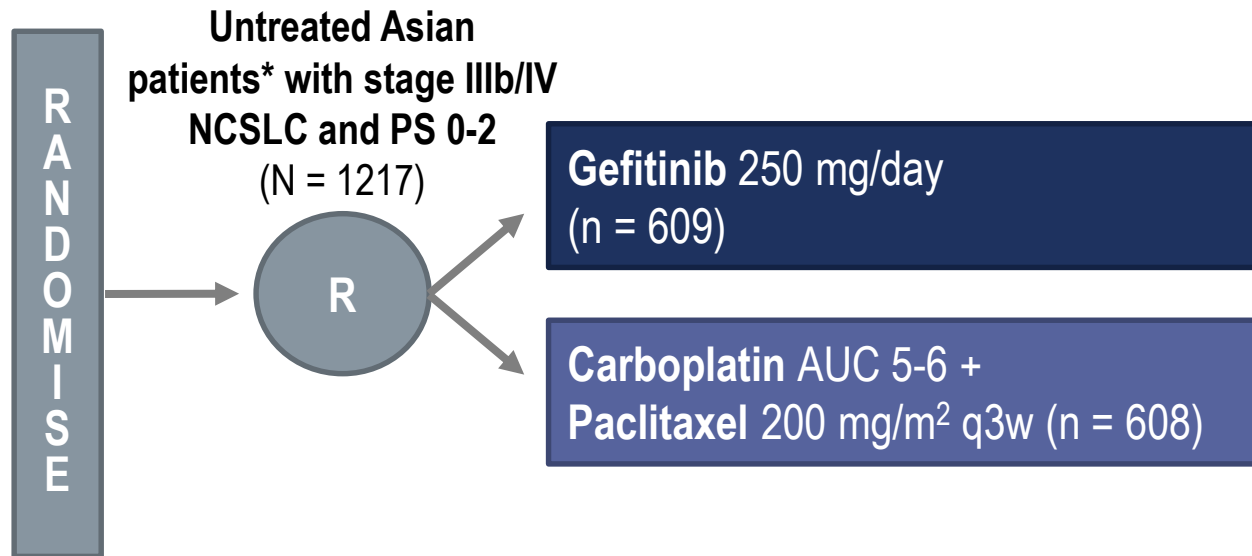 RANDOMISE
Untreated Asian
patients* with stage IIIb/IV
NCSLC and PS 0-2
(N = 1217)
R
Gefitinib 250 mg/day
(n = 609)
Carboplatin AUC 5-6 +
Paclitaxel 200 mg/m² q3w (n = 608)